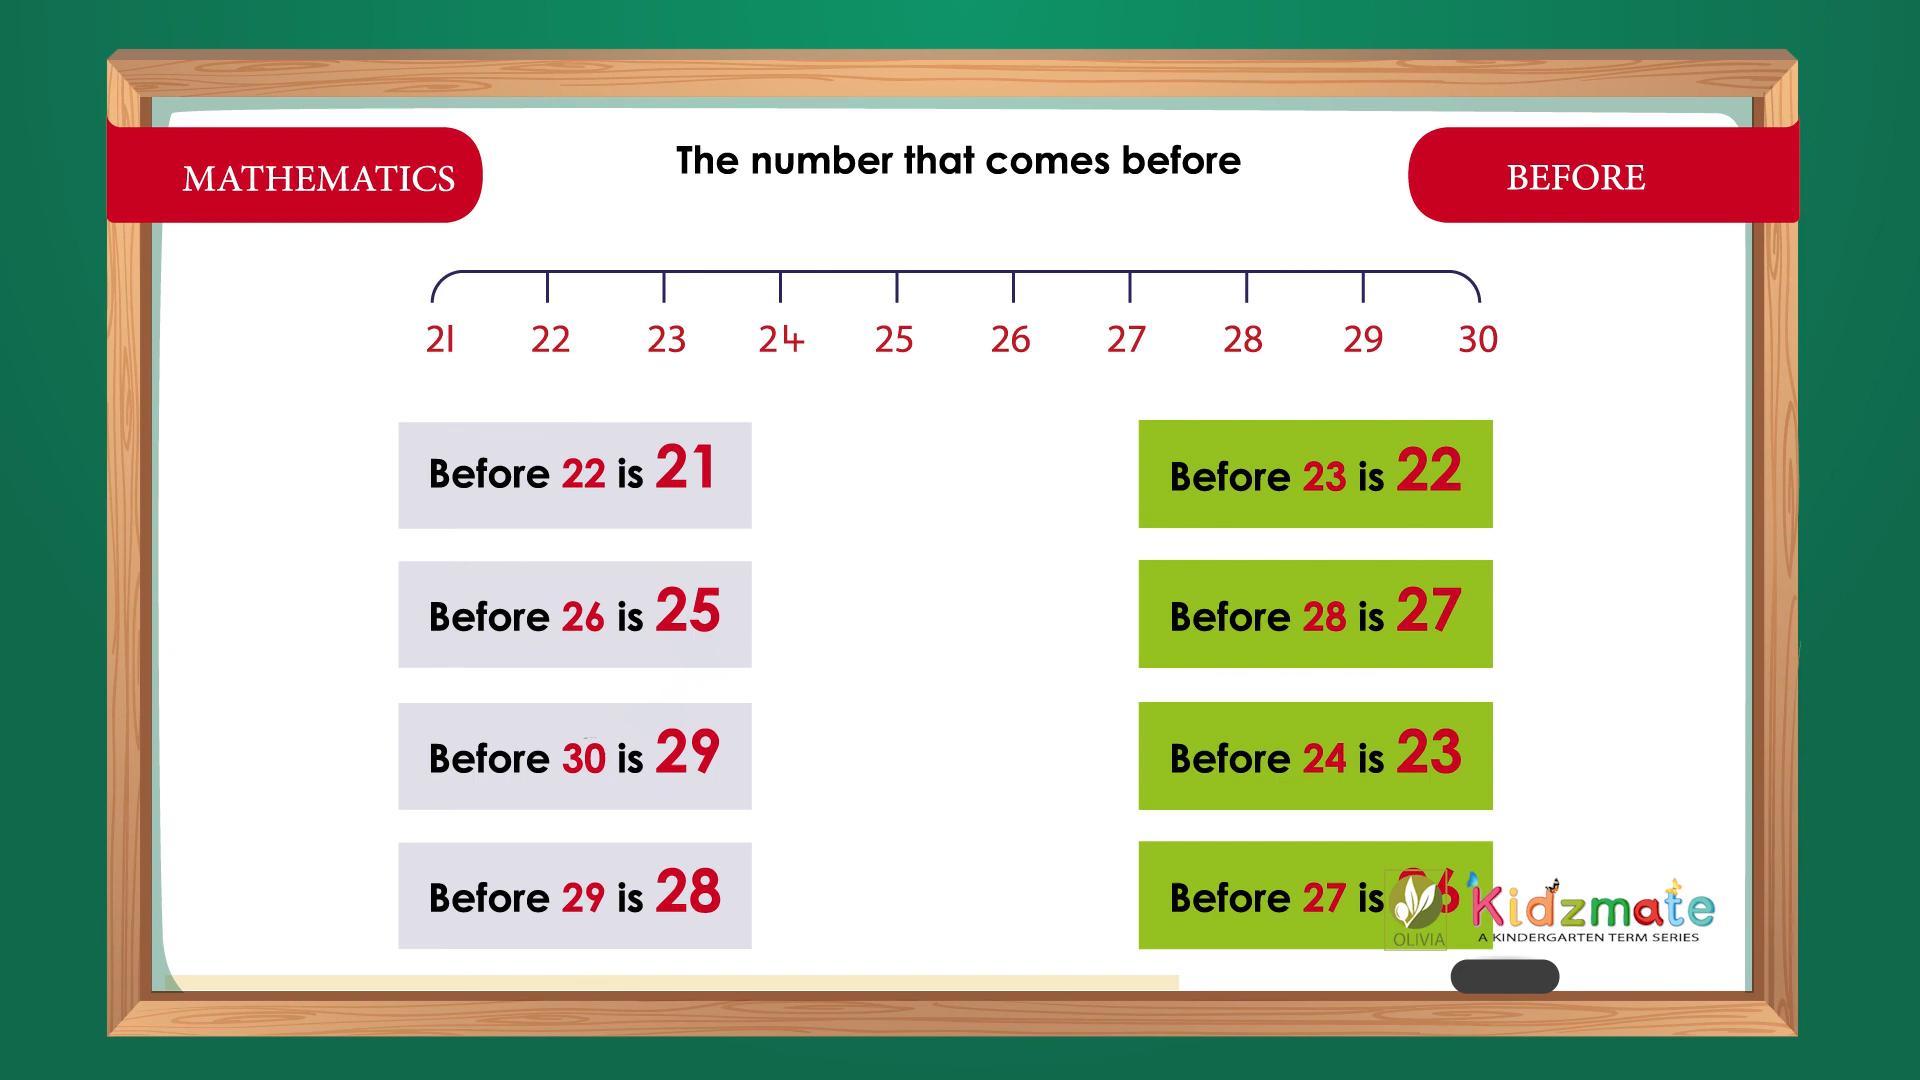 MATHEMATICS
The number that comes before
BEFORE
21 22 23 24 25 26 27 28 29 30
Before 22 is 21
Before 23 is 22
Before 26 is 25
Before 28 is 27
Before 30 is 29
Before 24 is 23
Before 29 is 28
Before 27 is
OLIVIA
Kidzmate
A KINDERGARTEN TERM SERIES